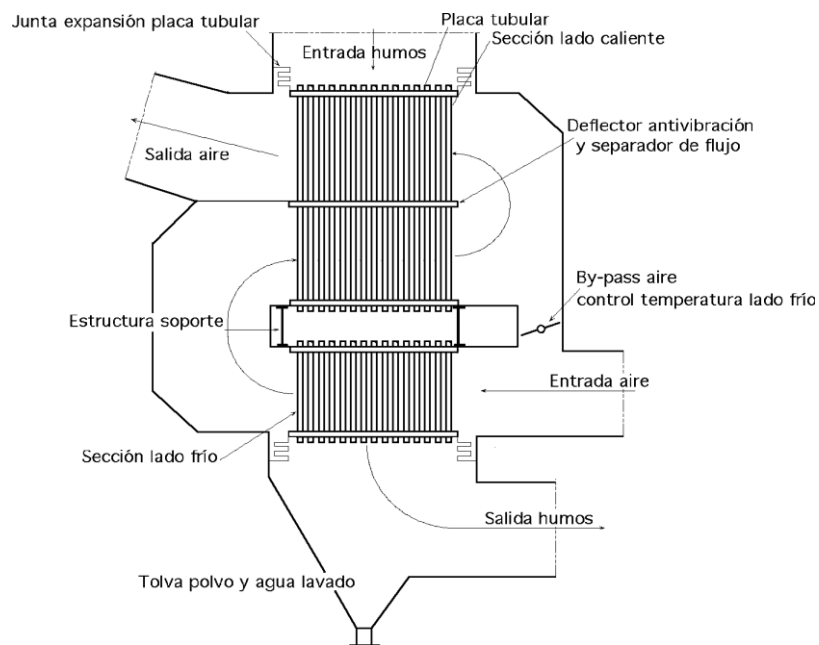 Junta expansión placa tubular
Placa tubular
Sección lado caliente
Entrada humos
Deflector antivibración
y separador de flujo
Salida aire
By-pass aire
control temperatura lado frío
Estructura soporte
Entrada aire
Sección lado frío
Salida humos
Tolva polvo y agua lavado